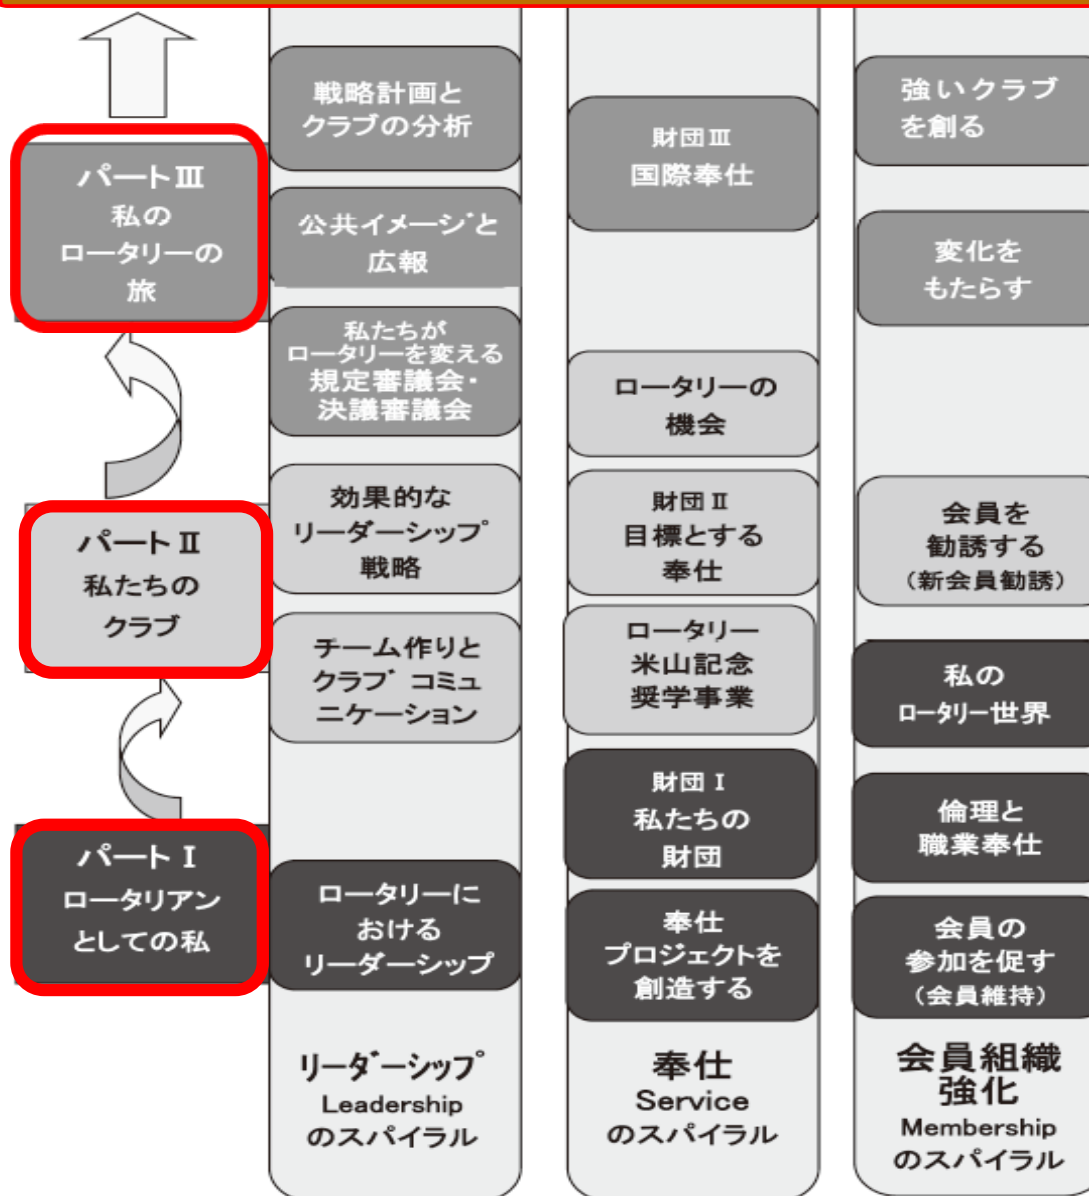 パートⅢ
私の
ロータリーの
旅
パートⅡ
私たちの
クラブ
パートⅠ
ロータリアン
としての私
戦略計画と
クラブの分析
公共イメージと
広報
私たちが
ロータリーを変える
規定審議会・
決議審議会
効果的な
リーダーシップ
戦略
チーム作りと
クラブ コミュ
ニケーション
ロータリーに
おける
リーダーシップ
リーダーシップ
Leadership
のスパイラル
財団Ⅲ
国際奉仕
ロータリーの
機会
財団Ⅱ
目標とする
奉仕
ロータリー
米山記念
奨学事業
財団Ⅰ
私たちの
財団
奉仕
プロジェクトを
創造する
奉仕
Service
のスパイラル
強いクラブ
を創る
変化を
もたらす
会員を
勧誘する
(新会員勧誘)
私の
ロータリー世界
倫理と
職業奉仕
会員の
参加を促す
(会員維持)
会員組織
強化
Membership
のスパイラル